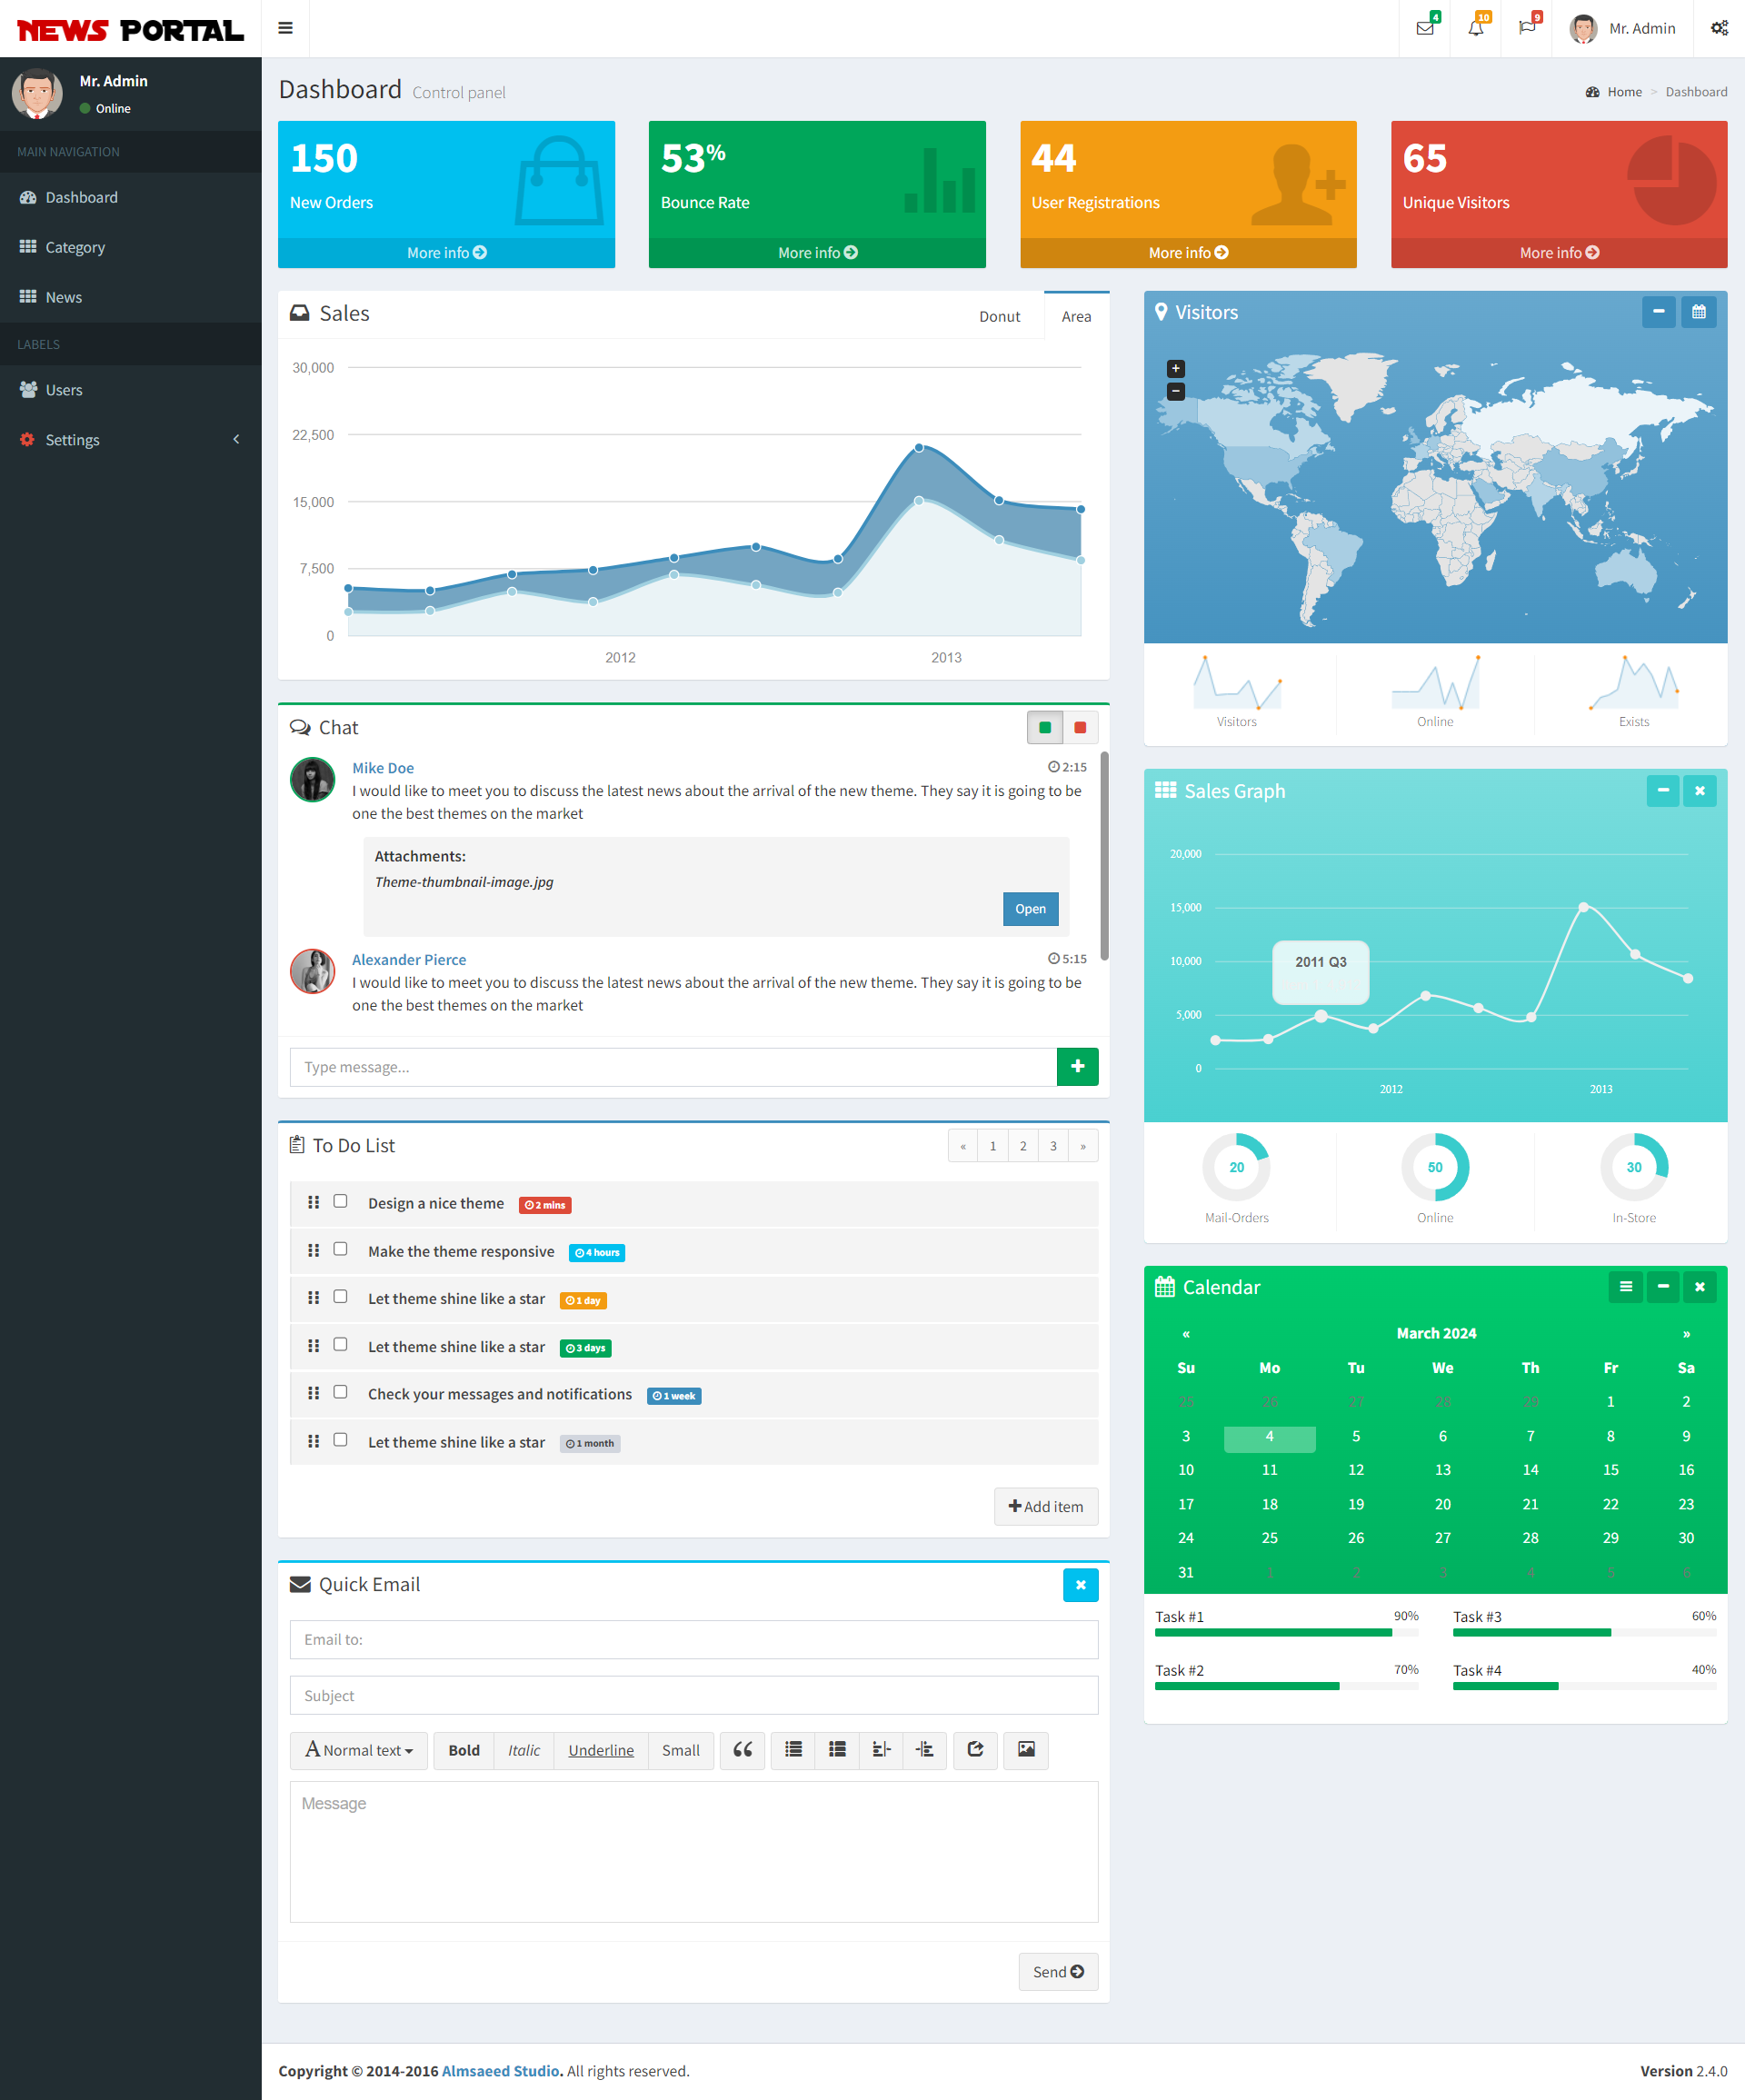 NEWS PORTAL
4
10
9
Mr. Admin
Mr. Admin
Online
MAIN NAVIGATION
Dashboard
Category
News
LABELS
Users
Settings
Dashboard Control panel
Home > Dashboard
150
New Orders
More info
53%
Bounce Rate
More info
44
User Registrations
More info
65
Unique Visitors
More info
Sales
Donut
Area
30,000
22,500
15,000
7,500
0
2012
2013
Chat
Mike Doe
2:15
I would like to meet you to discuss the latest news about the arrival of the new theme. They say it is going to be
one the best themes on the market
Attachments:
Theme-thumbnail-image.jpg
Open
Alexander Pierce
5:15
I would like to meet you to discuss the latest news about the arrival of the new theme. They say it is going to be
one the best themes on the market
Type message...
To Do List
« 1 2 3 »
Design a nice theme 2 mins
Make the theme responsive 4 hours
Let theme shine like a star 1 day
Let theme shine like a star 3 days
Check your messages and notifications 1 week
Let theme shine like a star 1 month
Add item
Quick Email
Email to:
Subject
A Normal text Bold Italic Underline Small
Message
Send
Visitors
+
−
Visitors
Online
Exists
Sales Graph
20,000
15,000
10,000
5,000
0
2011 Q3
2012
2013
20
50
30
Mail-Orders
Online
In-Store
Calendar
« March 2024 »
Su Mo Tu We Th Fr Sa
25 26 27 28 29 1 2
3 4 5 6 7 8 9
10 11 12 13 14 15 16
17 18 19 20 21 22 23
24 25 26 27 28 29 30
31 1 2 3 4 5 6
Task #1 90%
Task #3 60%
Task #2 70%
Task #4 40%
Copyright © 2014-2016 Almsaeed Studio. All rights reserved.
Version 2.4.0